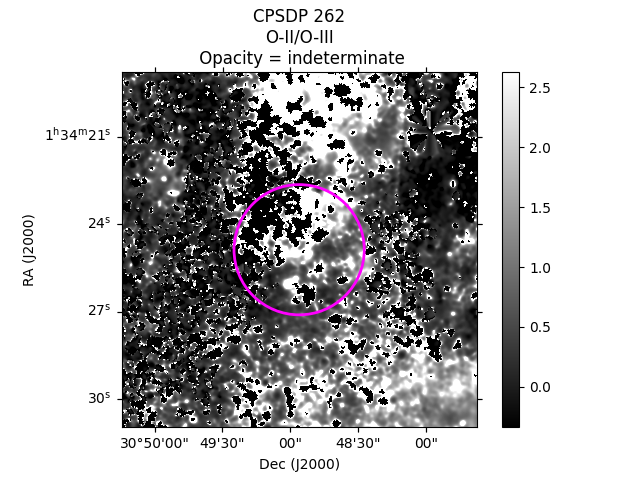 CPSDP 262
O-II/O-III
Opacity = indeterminate
1h34m21s
24s
27s
30s
RA (J2000)
30°50'00" 49'30" 00" 48'30" 00"
Dec (J2000)
2.5
2.0
1.5
1.0
0.5
0.0